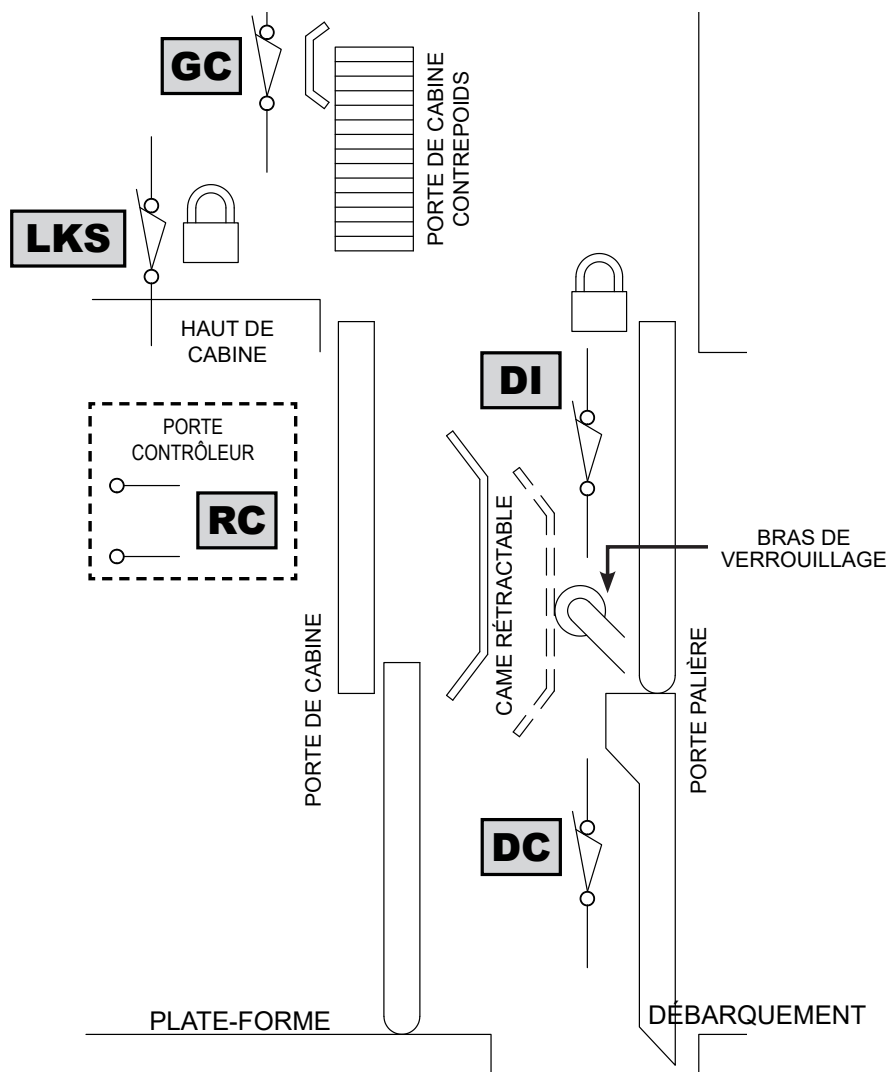 GC
PORTE DE CABINE
CONTREPOIDS
LKS
HAUT DE
CABINE
DI
PORTE
CONTRÔLEUR
RC
CAME RÉTRACTABLE
BRAS DE
VERROUILLAGE
PORTE DE CABINE
PORTE PALIÈRE
DC
PLATE-FORME
DÉBARQUEMENT